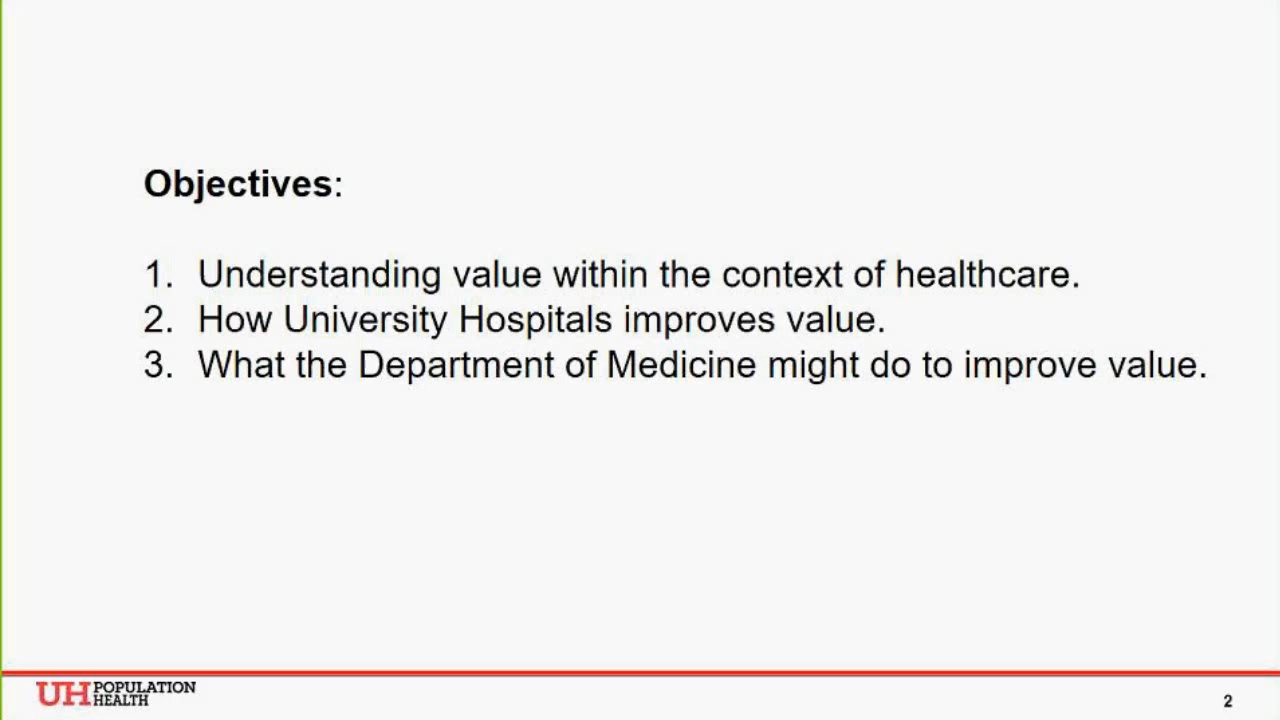 Objectives:
1. Understanding value within the context of healthcare.
2. How University Hospitals improves value.
3. What the Department of Medicine might do to improve value.
UH POPULATION
HEALTH
2